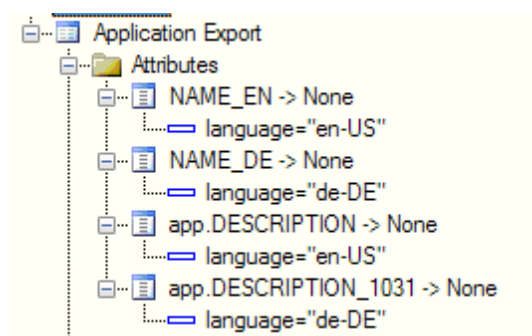 Application Export
Attributes
NAME_EN -> None
language="en-US"
NAME_DE -> None
language="de-DE"
app.DESCRIPTION -> None
language="en-US"
app.DESCRIPTION_1031 -> None
language="de-DE"